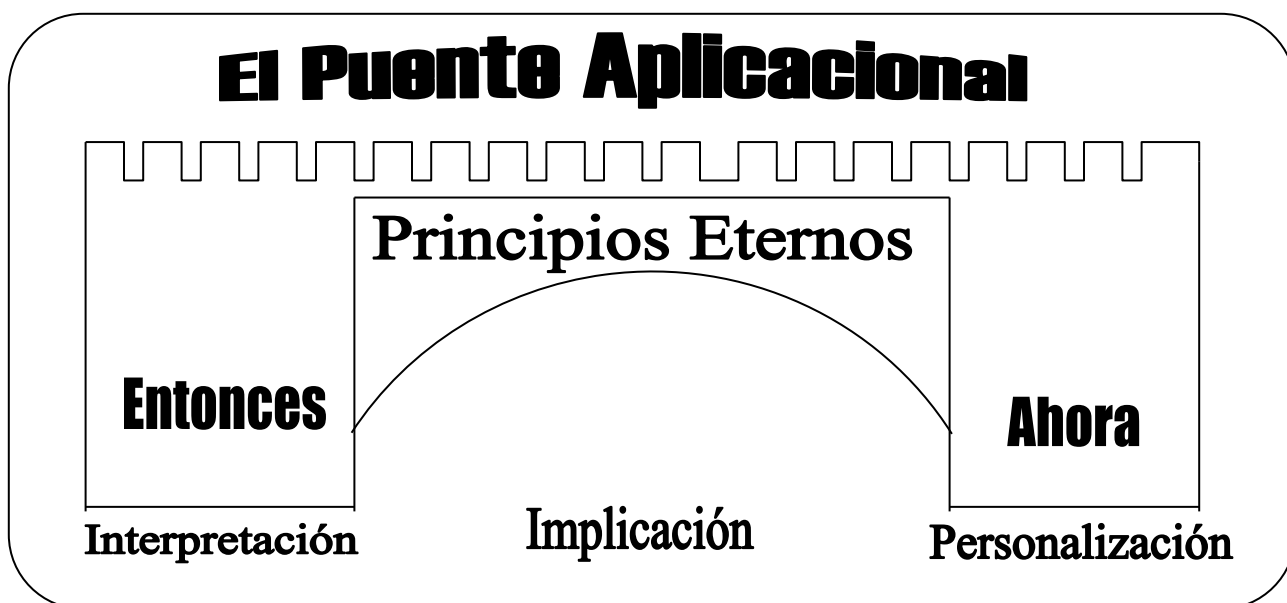 El Puente Aplicacional
Principios Eternos
Entonces
Ahora
Interpretación
Implicación
Personalización